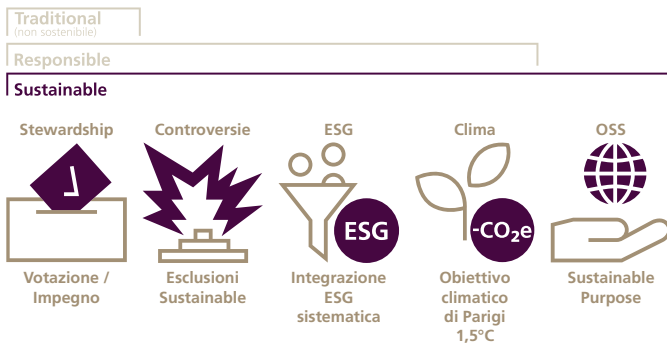 Traditional
(non sostenibile)
Responsible
Sustainable
Stewardship
Controversie
ESG
Clima
OSS
ESG
-CO₂e
Votazione /
Impegno
Esclusioni
Sustainable
Integrazione
ESG
sistematica
Obiettivo
climatico
di Parigi
1,5°C
Sustainable
Purpose